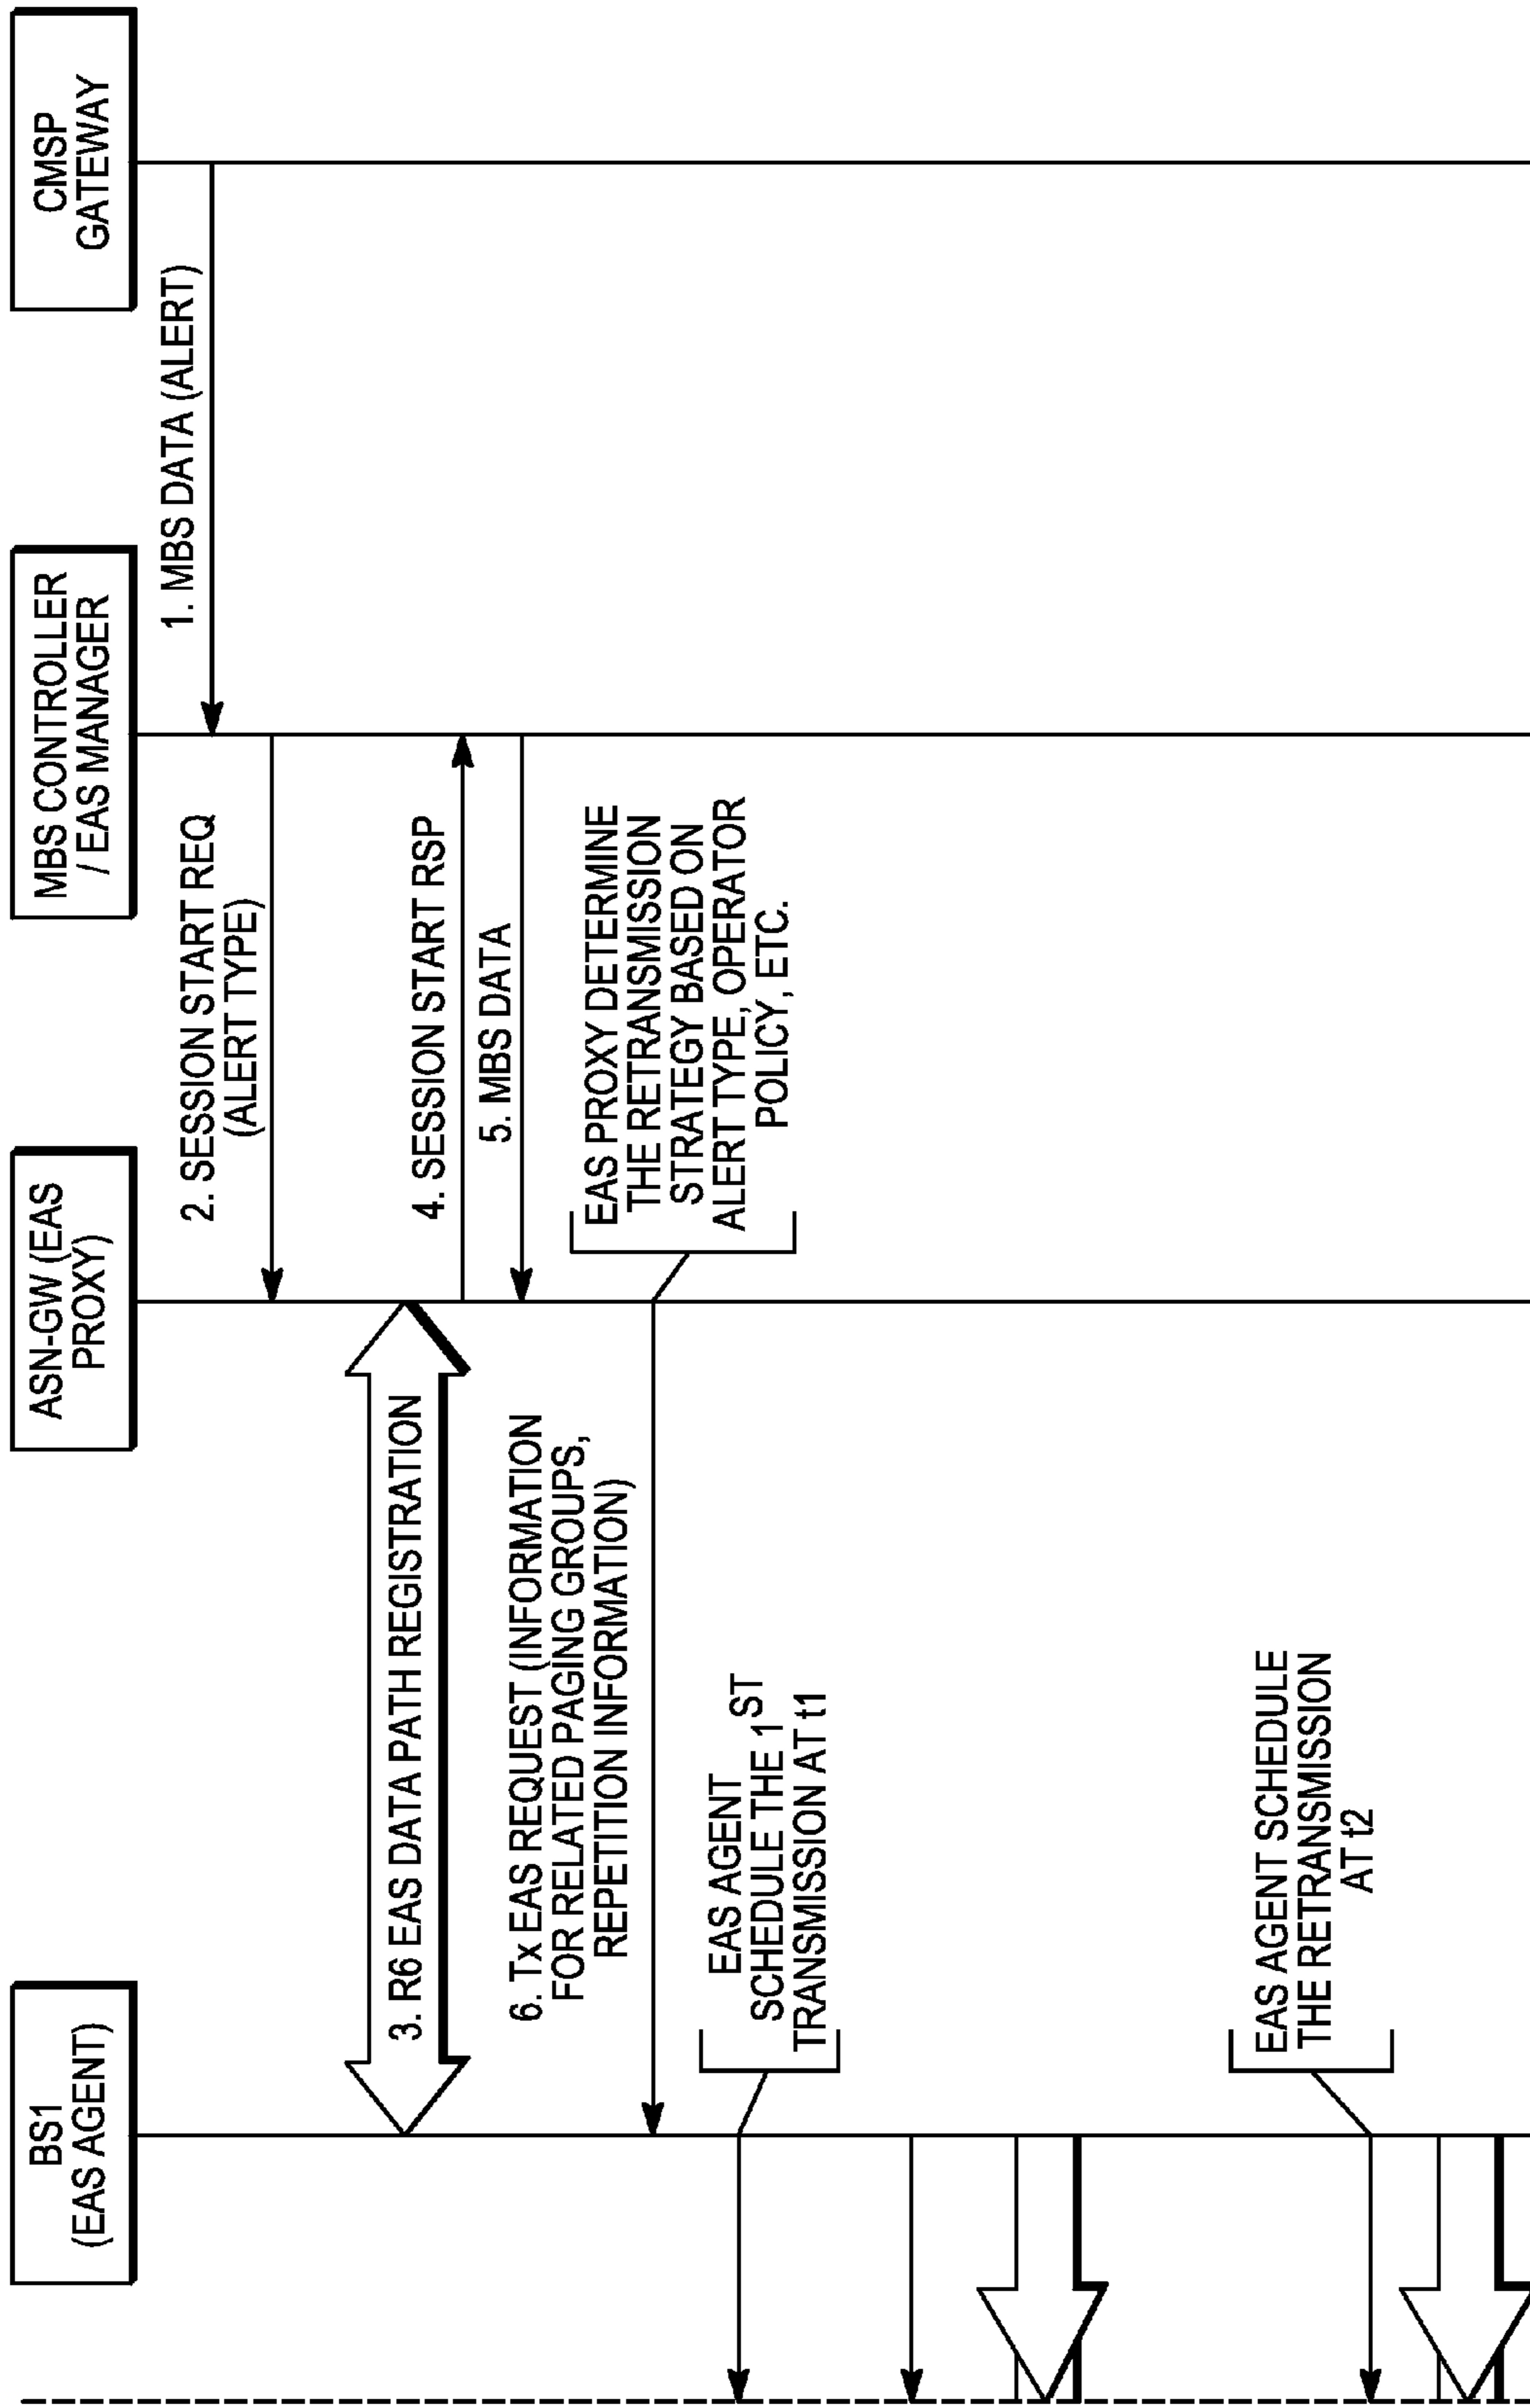 BS1
(EAS AGENT)
ASN-GW (EAS
PROXY)
MBS CONTROLLER
/ EAS MANAGER
CMSP
GATEWAY
1. MBS DATA (ALERT)
2. SESSION START REQ
(ALERT TYPE)
3. R6 EAS DATA PATH REGISTRATION
4. SESSION START RSP
5. MBS DATA
6. Tx EAS REQUEST (INFORMATION
FOR RELATED PAGING GROUPS,
REPETITION INFORMATION)
EAS PROXY DETERMINE
THE RETRANSMISSION
STRATEGY BASED ON
ALERT TYPE, OPERATOR
POLICY, ETC.
EAS AGENT
SCHEDULE THE 1ST
TRANSMISSION AT t1
EAS AGENT SCHEDULE
THE RETRANSMISSION
AT t2